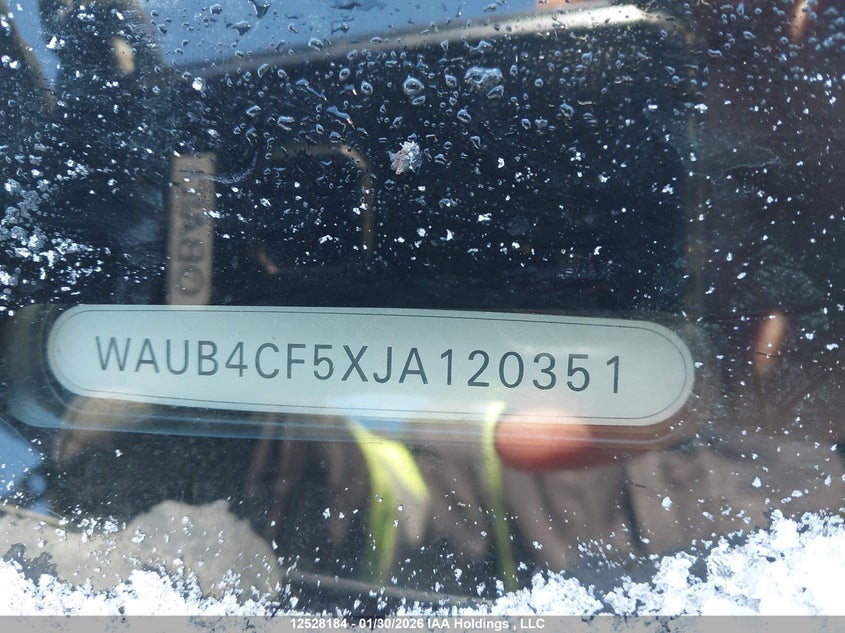 WAUB4CF5XJA120351
12528184 - 01/30/2026 IAA Holdings , LLC